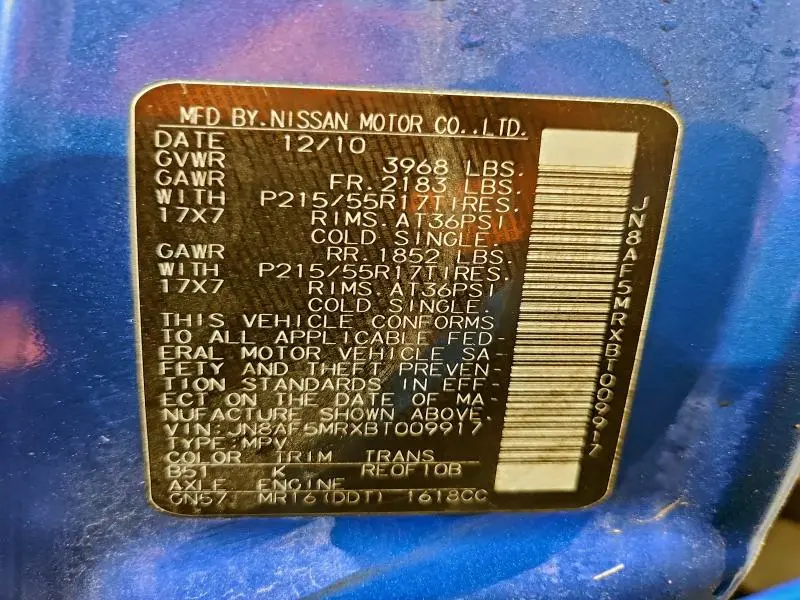 MFD BY.NISSAN MOTOR CO.,LTD.
DATE 12/10
GVWR 3968 LBS.
GAWR FR.2183 LBS.
WITH P215/55R17TIRES.
17X7 RIMS.AT36PSI
COLD SINGLE.
GAWR RR.1852 LBS.
WITH P215/55R17TIRES.
17X7 RIMS.AT36PSI
COLD SINGLE.
THIS VEHICLE CONFORMS
TO ALL APPLICABLE FED-
ERAL MOTOR VEHICLE SA-
FETY AND THEFT PREVEN-
TION STANDARDS IN EFF-
ECT ON THE DATE OF MA-
NUFACTURE SHOWN ABOVE.
VIN:JN8AF5MRXBT009917
TYPE:MPV
COLOR TRIM TRANS
B51 K RE0F10B
AXLE ENGINE
GN57 MR16(DDT) 1618CC
JN8AF5MRXBT009917